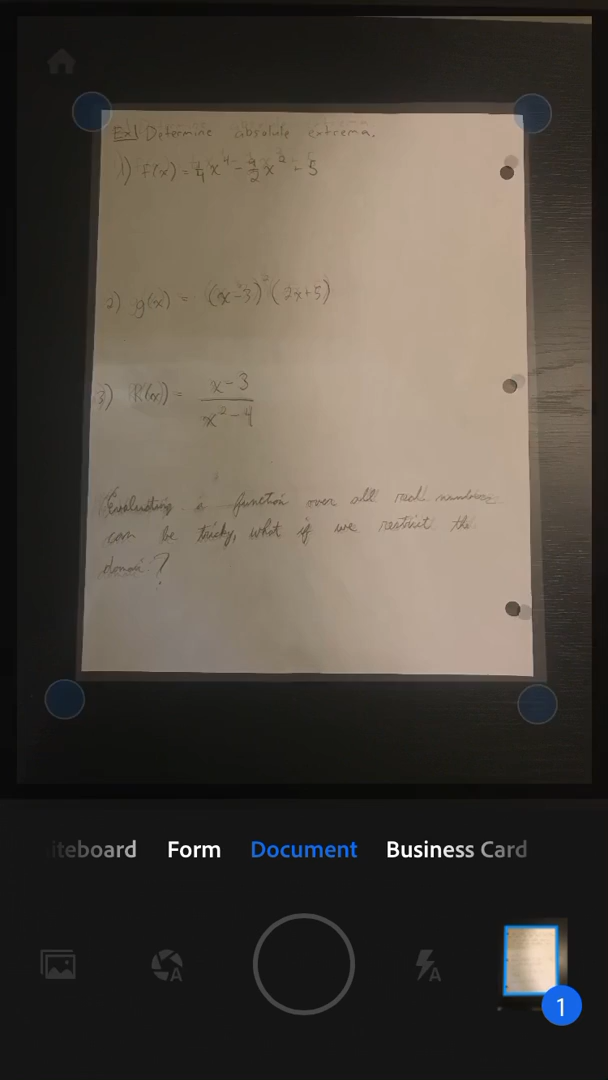 Ex1 Determine absolute extrema.
1) f(x) = 1/4 x^4 - 9/2 x^2 + 5
2) g(x) = (x-3)^2 (2x+5)
3) R(x) = x-3 / x^2-4
Evaluating a function over all real numbers
can be tricky, what if we restrict the
domain?
iteboard Form Document Business Card
A A 1